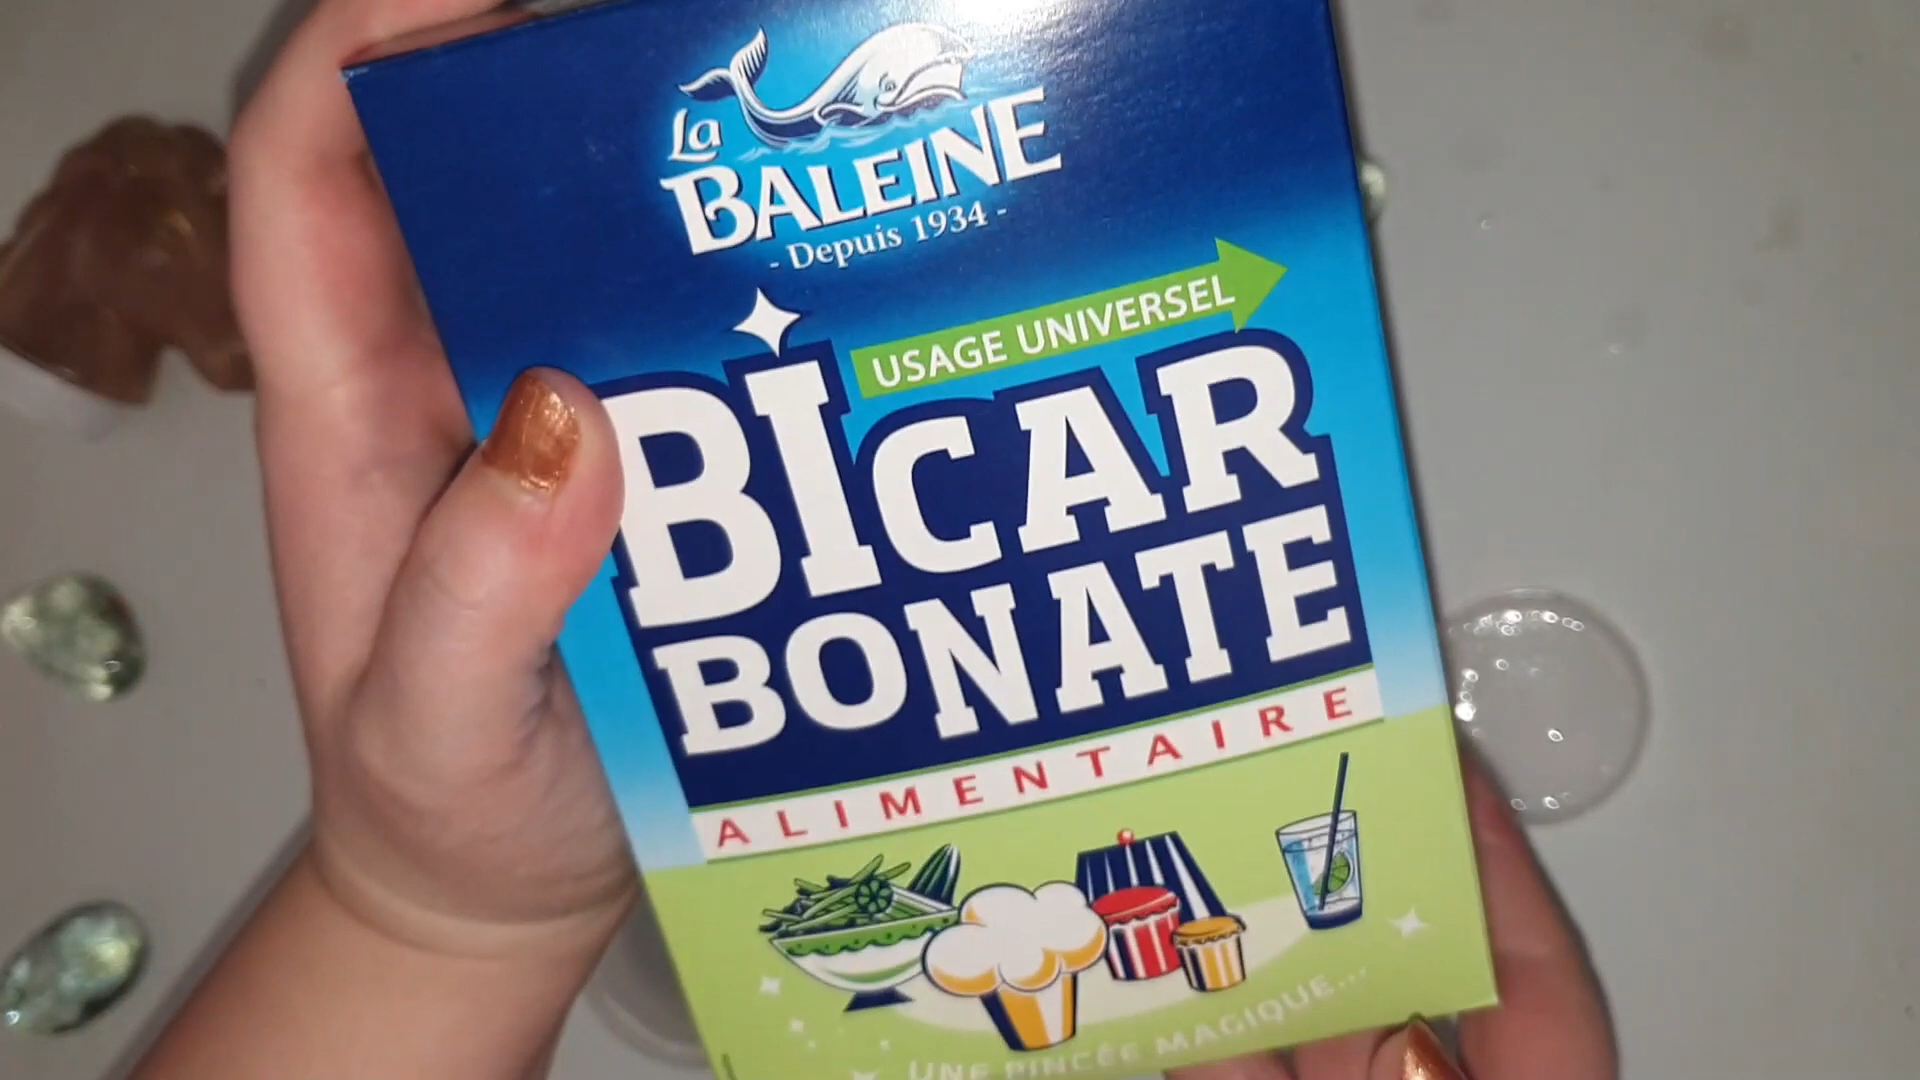 La
BALEINE
- Depuis 1934 -
USAGE UNIVERSEL
BICAR
BONATE
ALIMENTAIRE
UNE PINCÉE MAGIQUE...